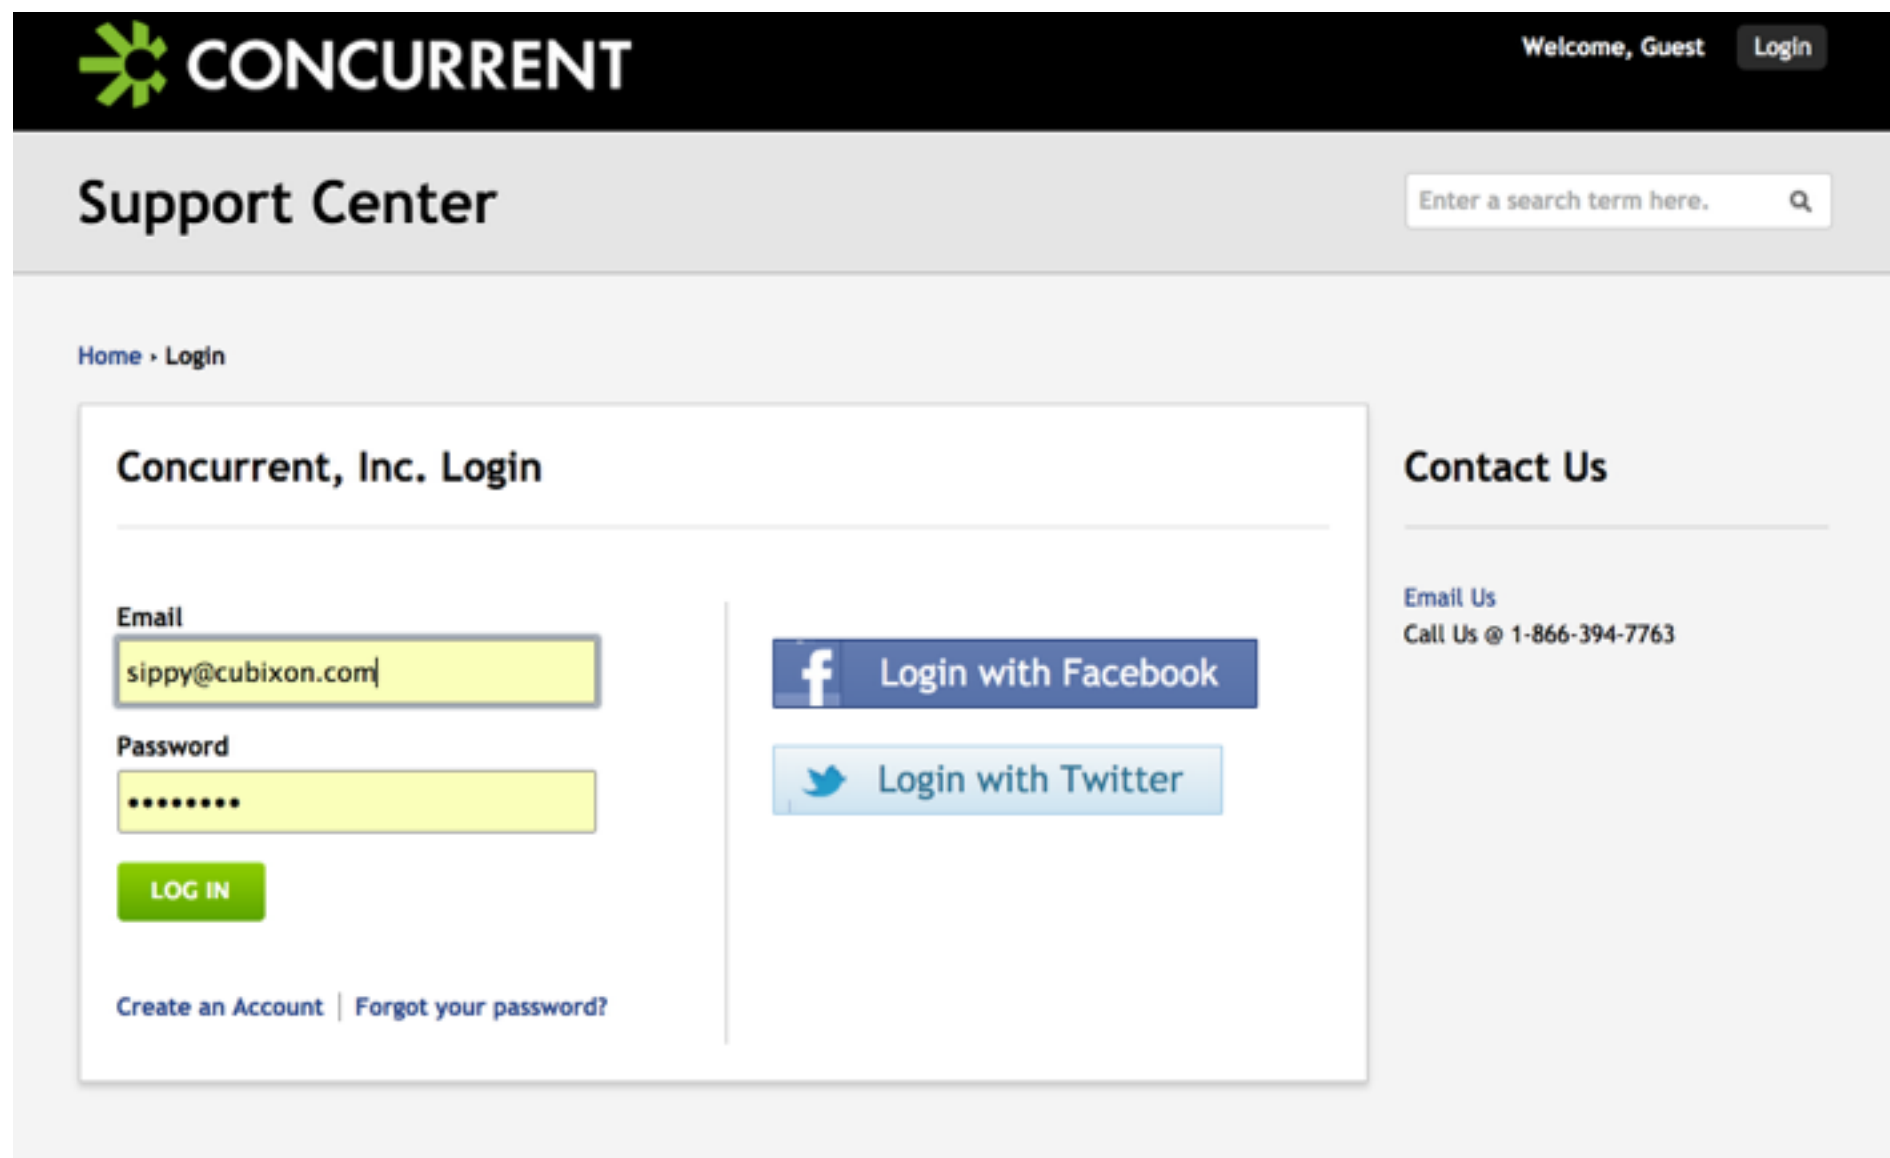 CONCURRENT
Welcome, Guest Login
Support Center
Enter a search term here.
Home › Login
Concurrent, Inc. Login
Email
sippy@cubixon.com
Password
••••••••
LOG IN
Create an Account | Forgot your password?
Login with Facebook
Login with Twitter
Contact Us
Email Us
Call Us @ 1-866-394-7763